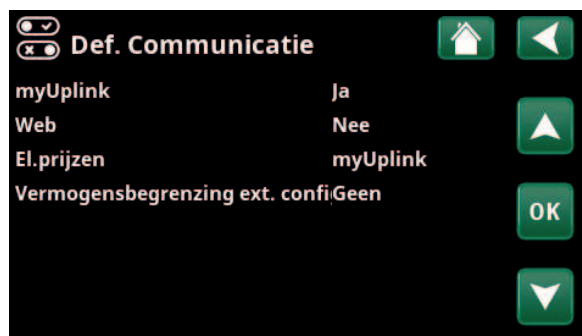 Def. Communicatie
myUplink Ja
Web Nee
El.prijzen myUplink
Vermogensbegrenzing ext. confi Geen
OK